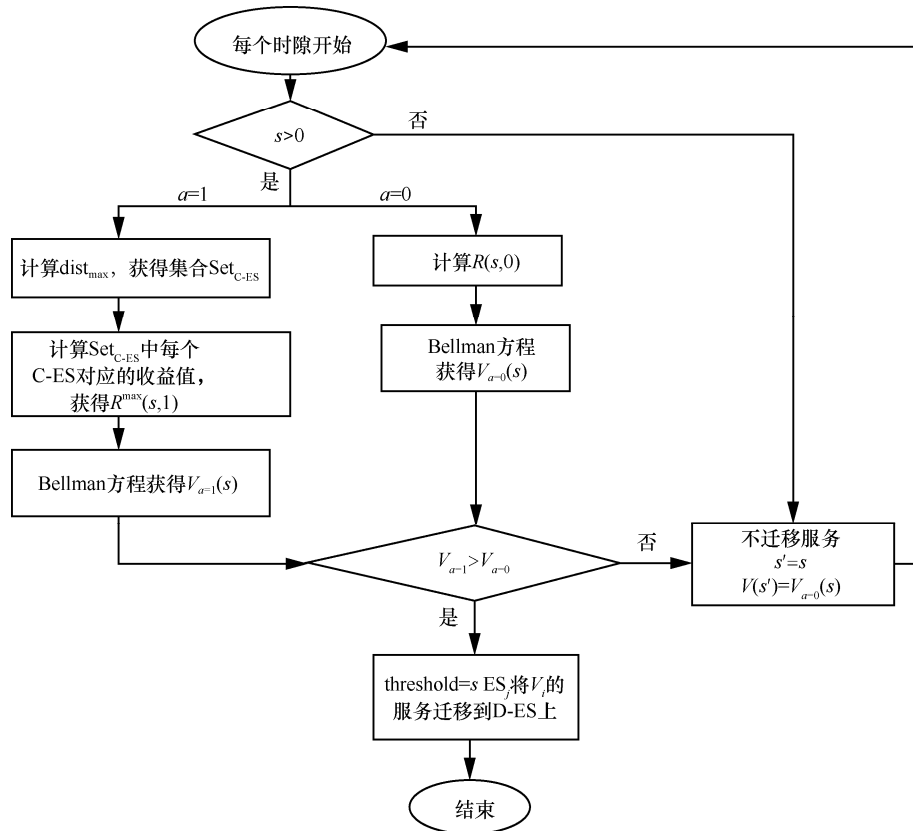 每个时隙开始
s>0
否
是
a=1
a=0
计算dist_max，获得集合Set_C-ES
计算R(s,0)
计算Set_C-ES中每个
C-ES对应的收益值，
获得R^max(s,1)
Bellman方程
获得V_a=0(s)
Bellman方程获得V_a=1(s)
V_a=1>V_a=0
否
不迁移服务
s′=s
V(s′)=V_a=0(s)
是
threshold=s ES_j将V_i的
服务迁移到D-ES上
结束